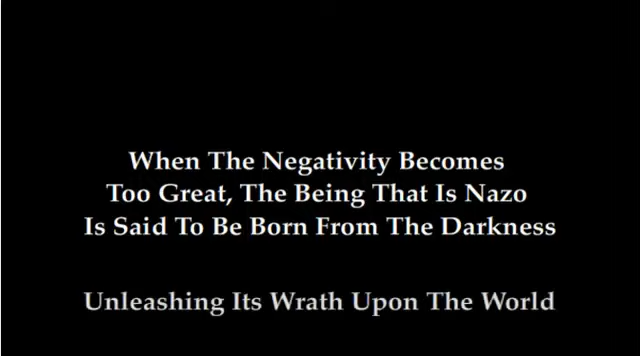 When The Negativity Becomes
Too Great, The Being That Is Nazo
Is Said To Be Born From The Darkness
Unleashing Its Wrath Upon The World